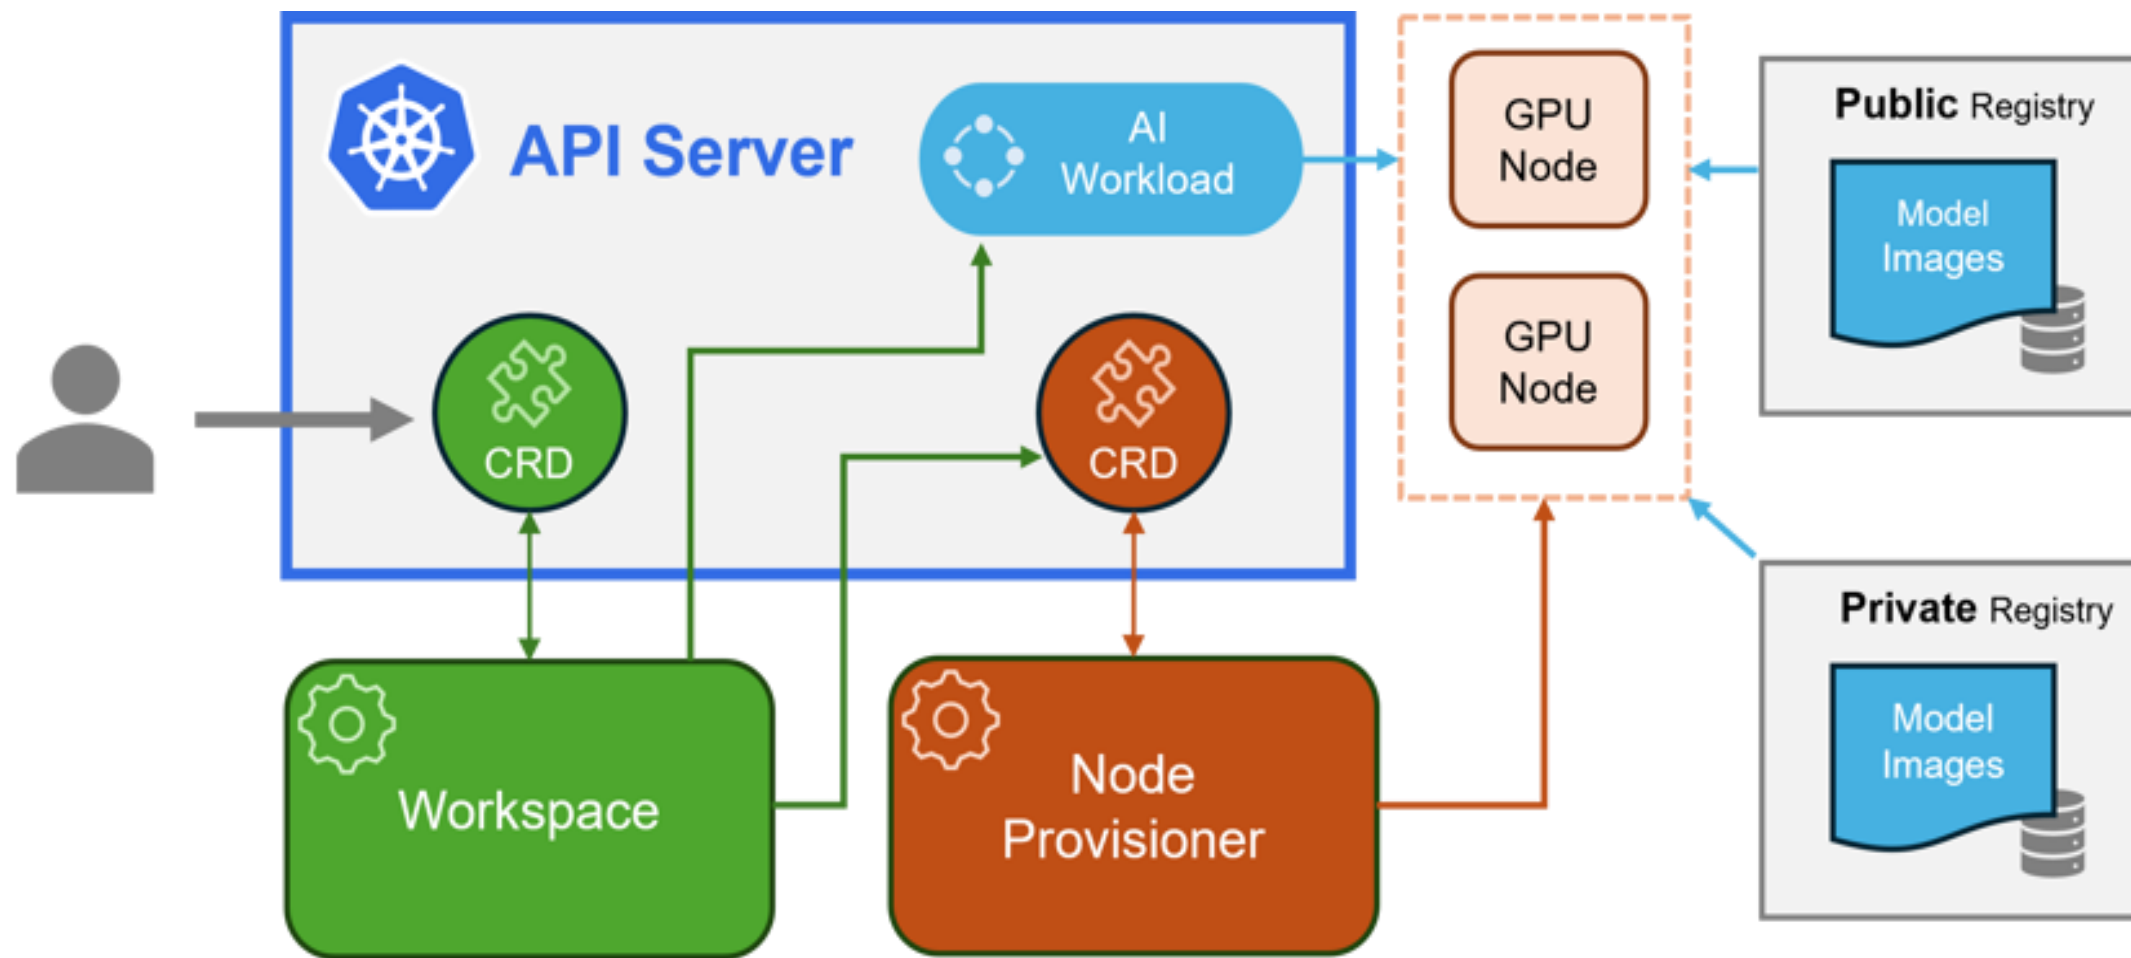 API Server
AI
Workload
CRD
CRD
GPU
Node
GPU
Node
Public Registry
Model
Images
Private Registry
Model
Images
Workspace
Node
Provisioner